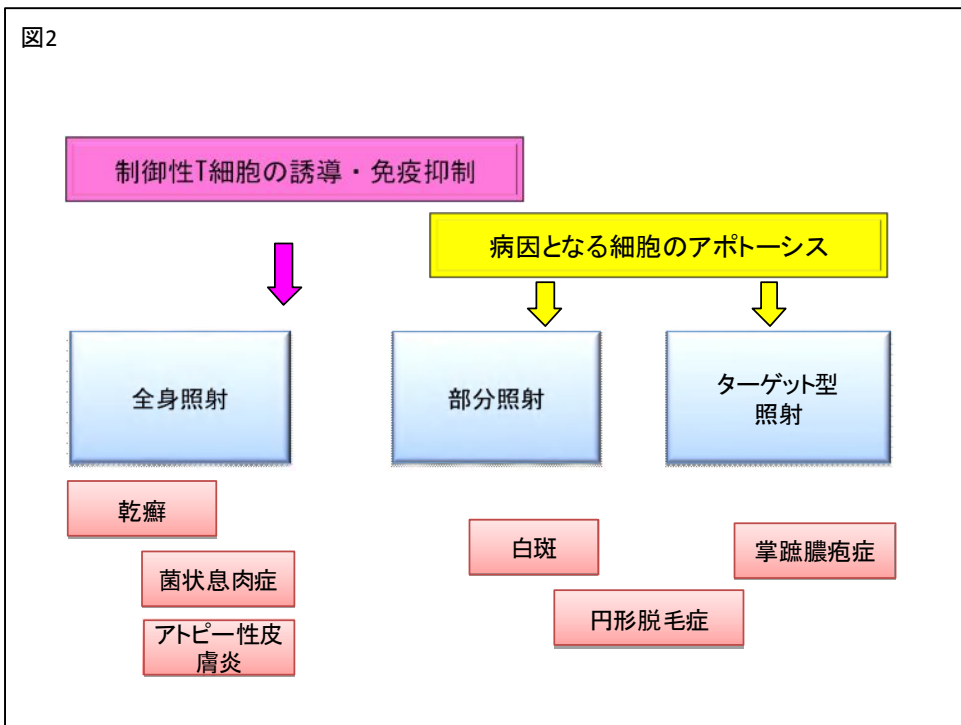 図2
制御性T細胞の誘導・免疫抑制
病因となる細胞のアポトーシス
全身照射
部分照射
ターゲット型
照射
乾癬
菌状息肉症
アトピー性皮
膚炎
白斑
円形脱毛症
掌蹠膿疱症